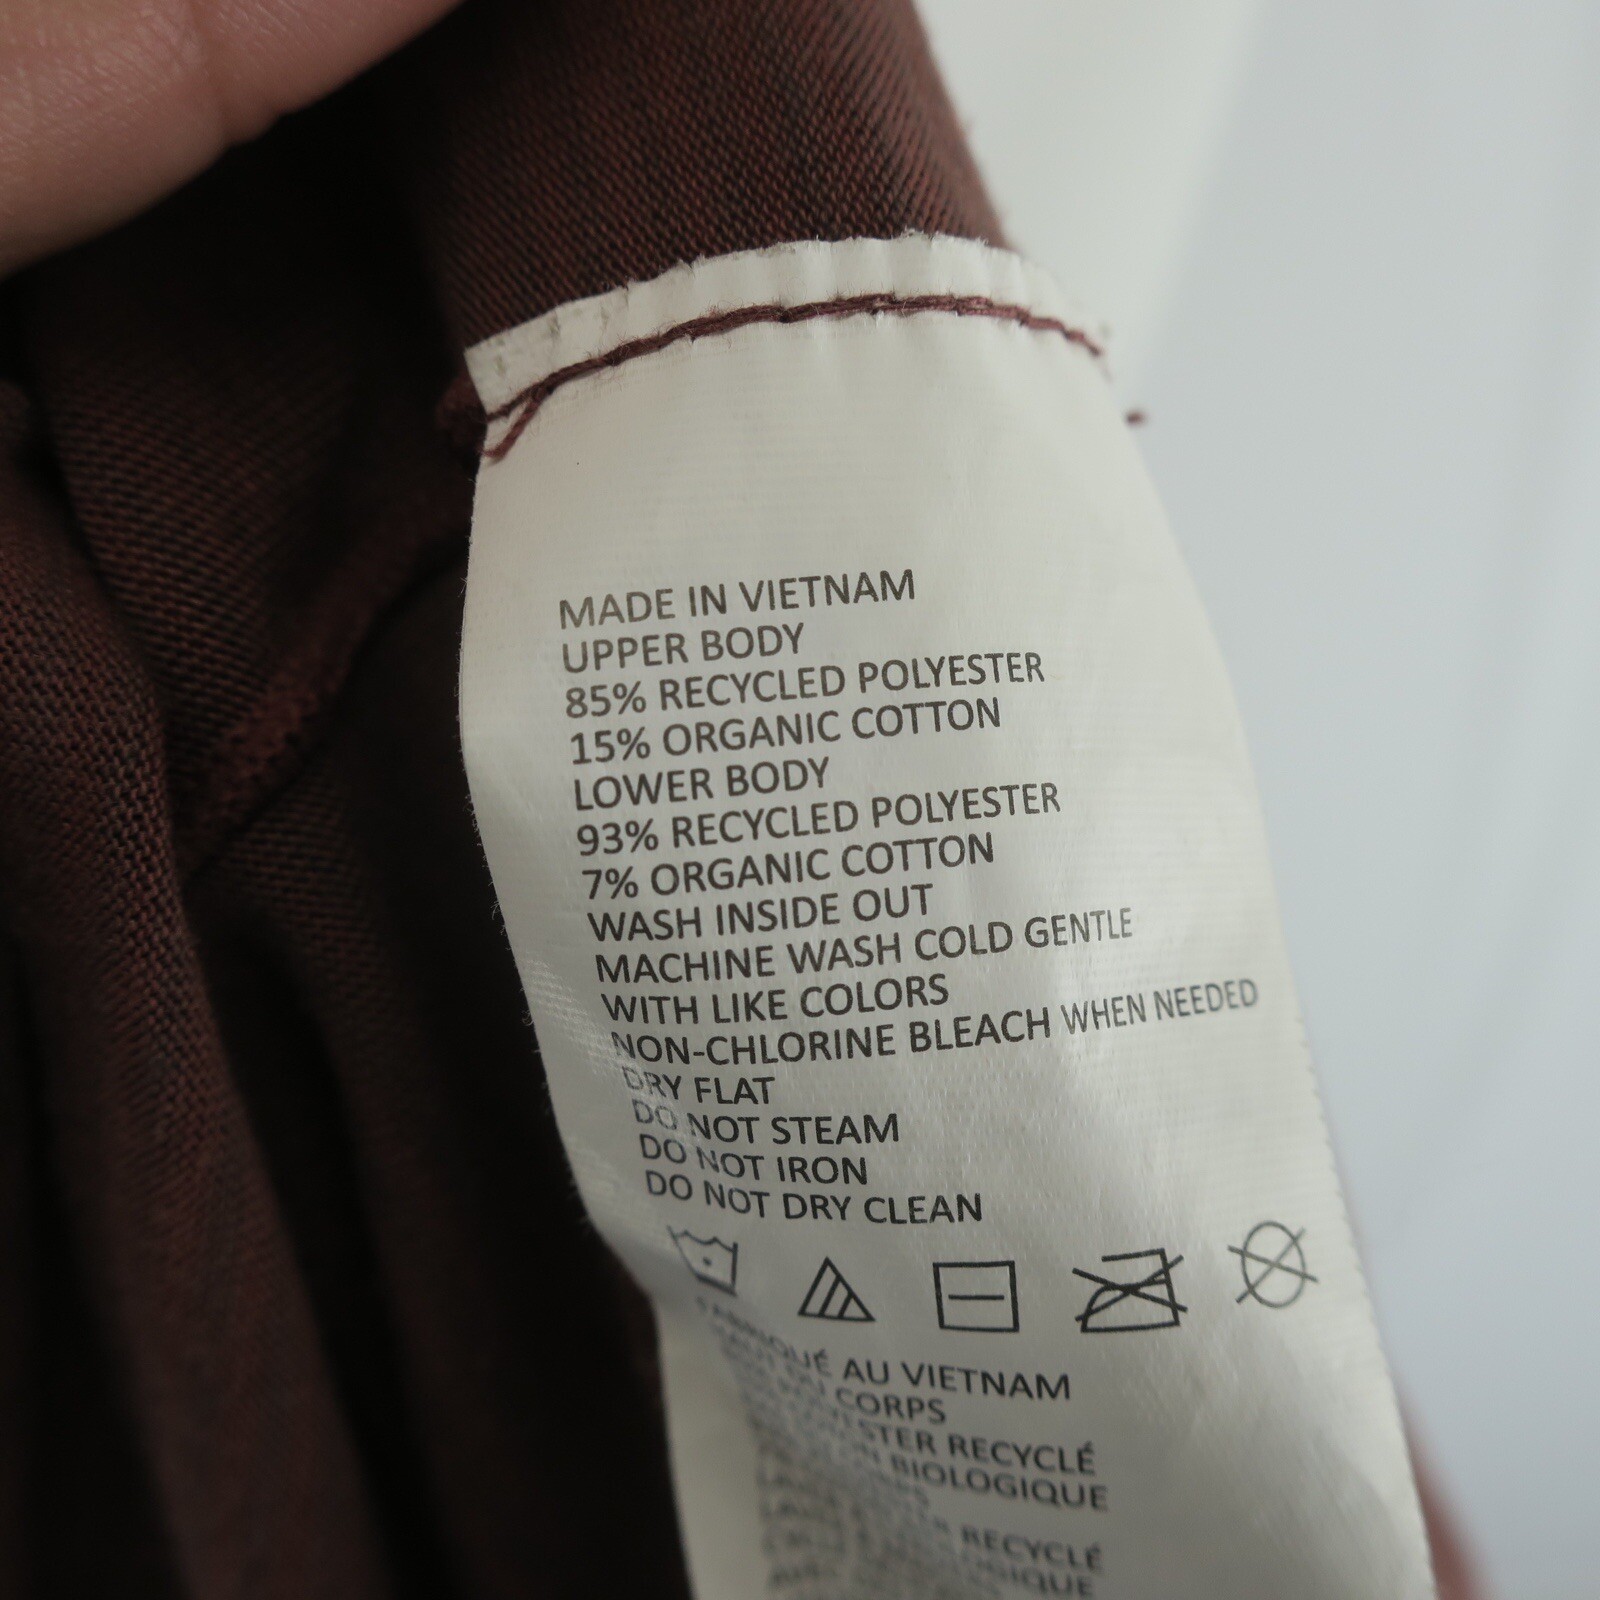 MADE IN VIETNAM
UPPER BODY
85% RECYCLED POLYESTER
15% ORGANIC COTTON
LOWER BODY
93% RECYCLED POLYESTER
7% ORGANIC COTTON
WASH INSIDE OUT
MACHINE WASH COLD GENTLE
WITH LIKE COLORS
NON-CHLORINE BLEACH WHEN NEEDED
DRY FLAT
DO NOT STEAM
DO NOT IRON
DO NOT DRY CLEAN
FABRIQUÉ AU VIETNAM
CORPS
RECYCLÉ
BIOLOGIQUE
RECYCLÉ